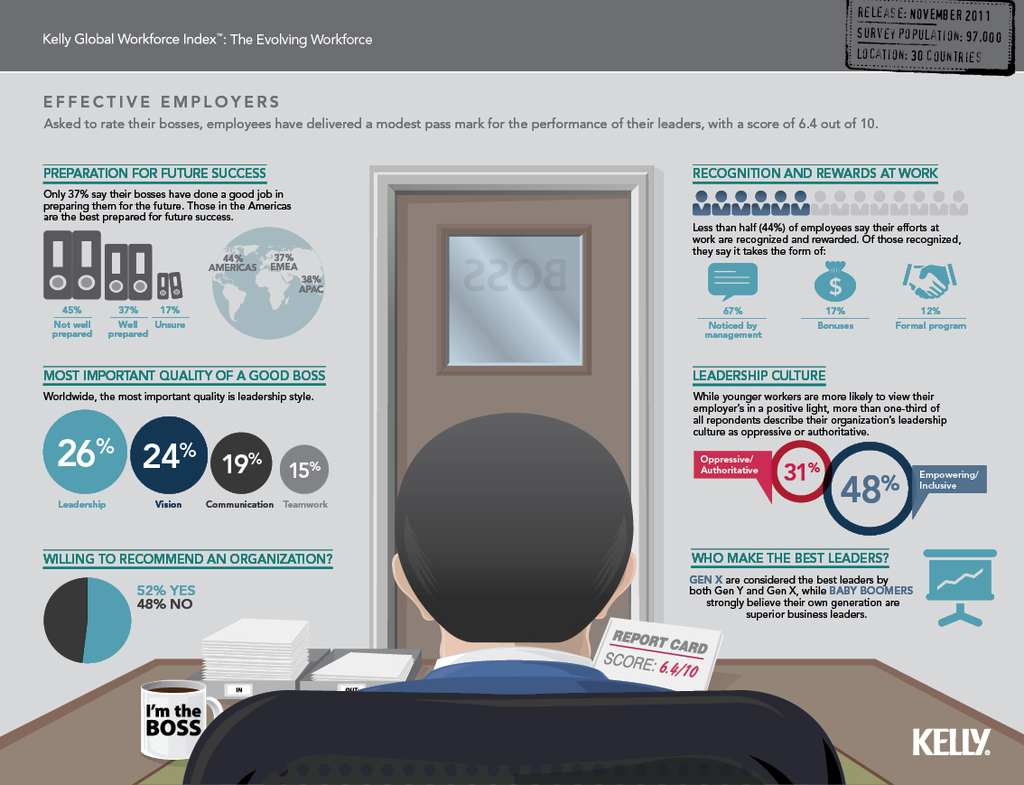 Kelly Global Workforce Index™: The Evolving Workforce
RELEASE: NOVEMBER 2011
SURVEY POPULATION: 97,000
LOCATION: 30 COUNTRIES
EFFECTIVE EMPLOYERS
Asked to rate their bosses, employees have delivered a modest pass mark for the performance of their leaders, with a score of 6.4 out of 10.
PREPARATION FOR FUTURE SUCCESS
Only 37% say their bosses have done a good job in
preparing them for the future. Those in the Americas
are the best prepared for future success.
44%
AMERICAS
37%
EMEA
38%
APAC
45%
Not well
prepared
37%
Well
prepared
17%
Unsure
MOST IMPORTANT QUALITY OF A GOOD BOSS
Worldwide, the most important quality is leadership style.
26%
24%
19%
15%
Leadership
Vision
Communication
Teamwork
WILLING TO RECOMMEND AN ORGANIZATION?
52% YES
48% NO
BOSS
RECOGNITION AND REWARDS AT WORK
Less than half (44%) of employees say their efforts at
work are recognized and rewarded. Of those recognized,
they say it takes the form of:
67%
Noticed by
management
17%
Bonuses
12%
Formal program
LEADERSHIP CULTURE
While younger workers are more likely to view their
employer's in a positive light, more than one-third of
all respondents describe their organization's leadership
culture as oppressive or authoritative.
Oppressive/
Authoritative
31%
48%
Empowering/
Inclusive
WHO MAKE THE BEST LEADERS?
GEN X are considered the best leaders by
both Gen Y and Gen X, while BABY BOOMERS
strongly believe their own generation are
superior business leaders.
REPORT CARD
SCORE: 6.4/10
IN
OUT
I'm the
BOSS
KELLY®